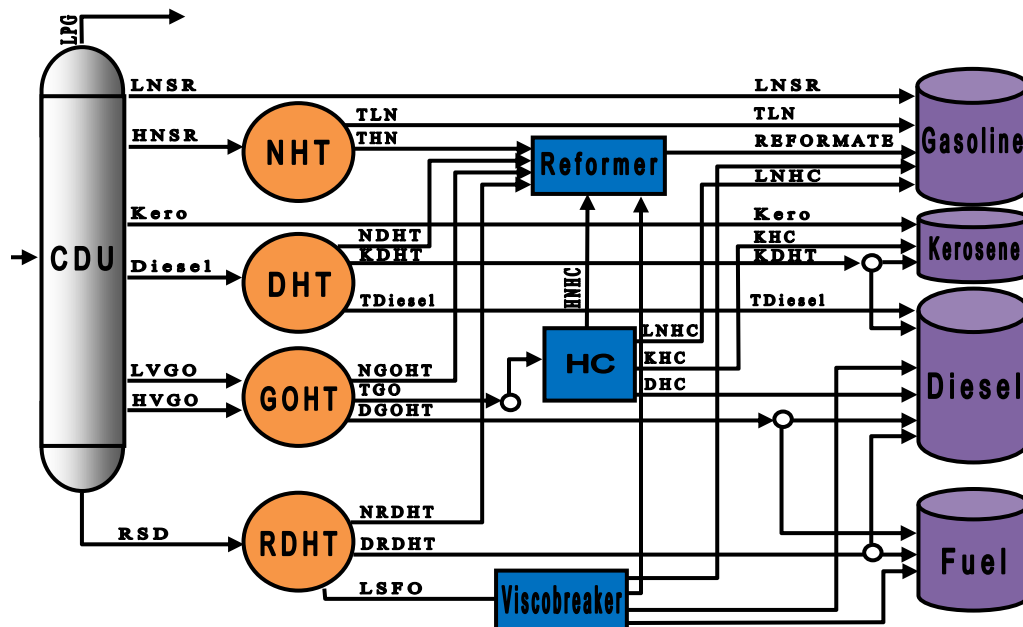 LPG
LNSR LNSR
TLN TLN
HNSR NHT THN REFORMATE Gasoline
Reformer
LNHC
Kero Kero
NDHT KHC Kerosene
CDU KDHT KDHT
Diesel DHT
HNHC
TDiesel TDiesel
LNHC
LVGO NGOHT HC KHC
TGO DHC Diesel
HVGO GOHT DGOHT
NRDHT
RSD RDHT DRDHT
Fuel
LSFO Viscobreaker